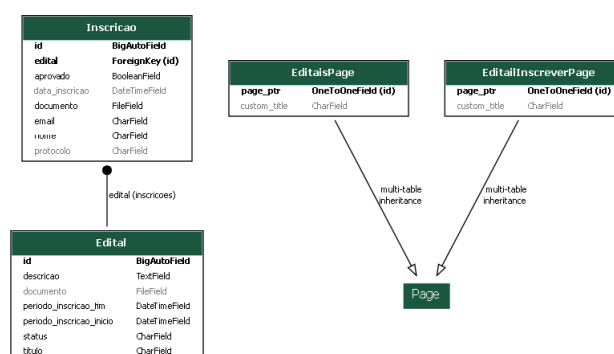 Inscricao
id BigAutoField
edital ForeignKey (id)
aprovado BooleanField
data_inscricao DateTimeField
documento FileField
email CharField
nome CharField
protocolo CharField
edital (inscricoes)
Edital
id BigAutoField
descricao TextField
documento FileField
periodo_inscricao_fim DateTimeField
periodo_inscricao_inicio DateTimeField
status CharField
titulo CharField
EditaisPage
page_ptr OneToOneField (id)
custom_title CharField
EditailInscreverPage
page_ptr OneToOneField (id)
custom_title CharField
multi-table
inheritance
multi-table
inheritance
Page